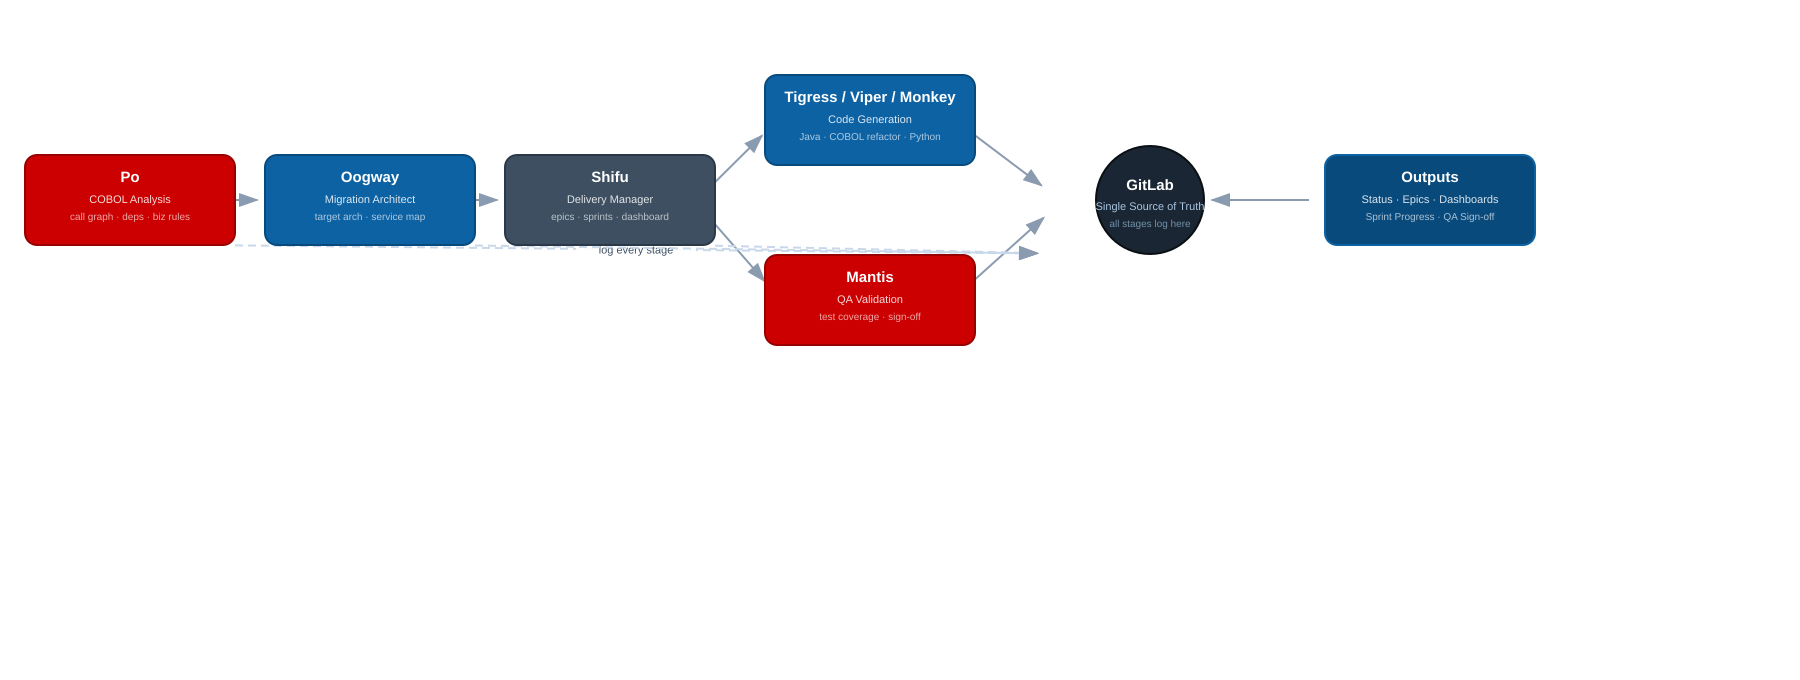 Po
COBOL Analysis
call graph · deps · biz rules
Oogway
Migration Architect
target arch · service map
Shifu
Delivery Manager
epics · sprints · dashboard
log every stage
Tigress / Viper / Monkey
Code Generation
Java · COBOL refactor · Python
Mantis
QA Validation
test coverage · sign-off
GitLab
Single Source of Truth
all stages log here
Outputs
Status · Epics · Dashboards
Sprint Progress · QA Sign-off